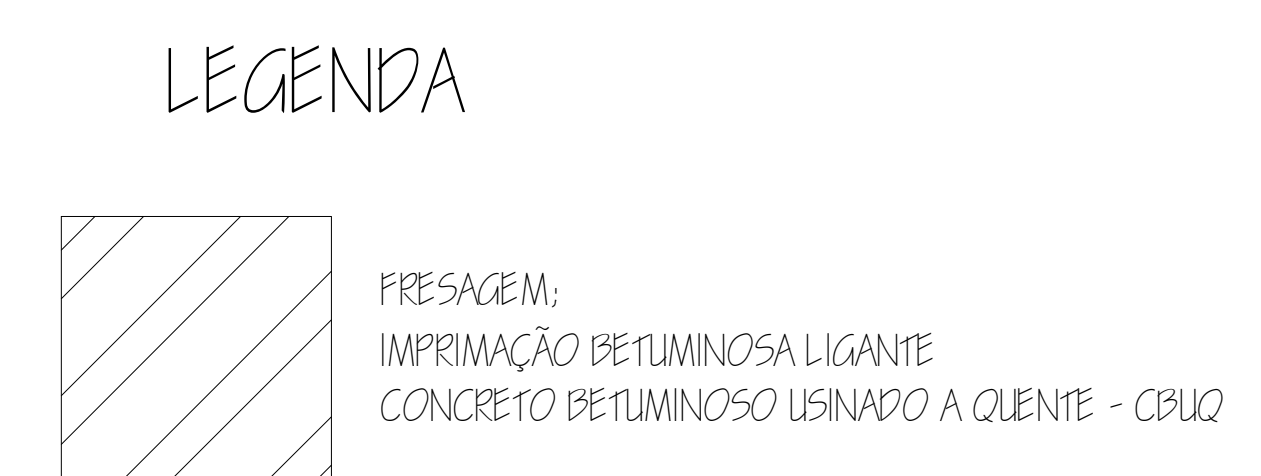 LEGENDA
FRESAGEM;
IMPRIMAÇÃO BETUMINOSA LIGANTE
CONCRETO BETUMINOSO USINADO A QUENTE - CBUQ